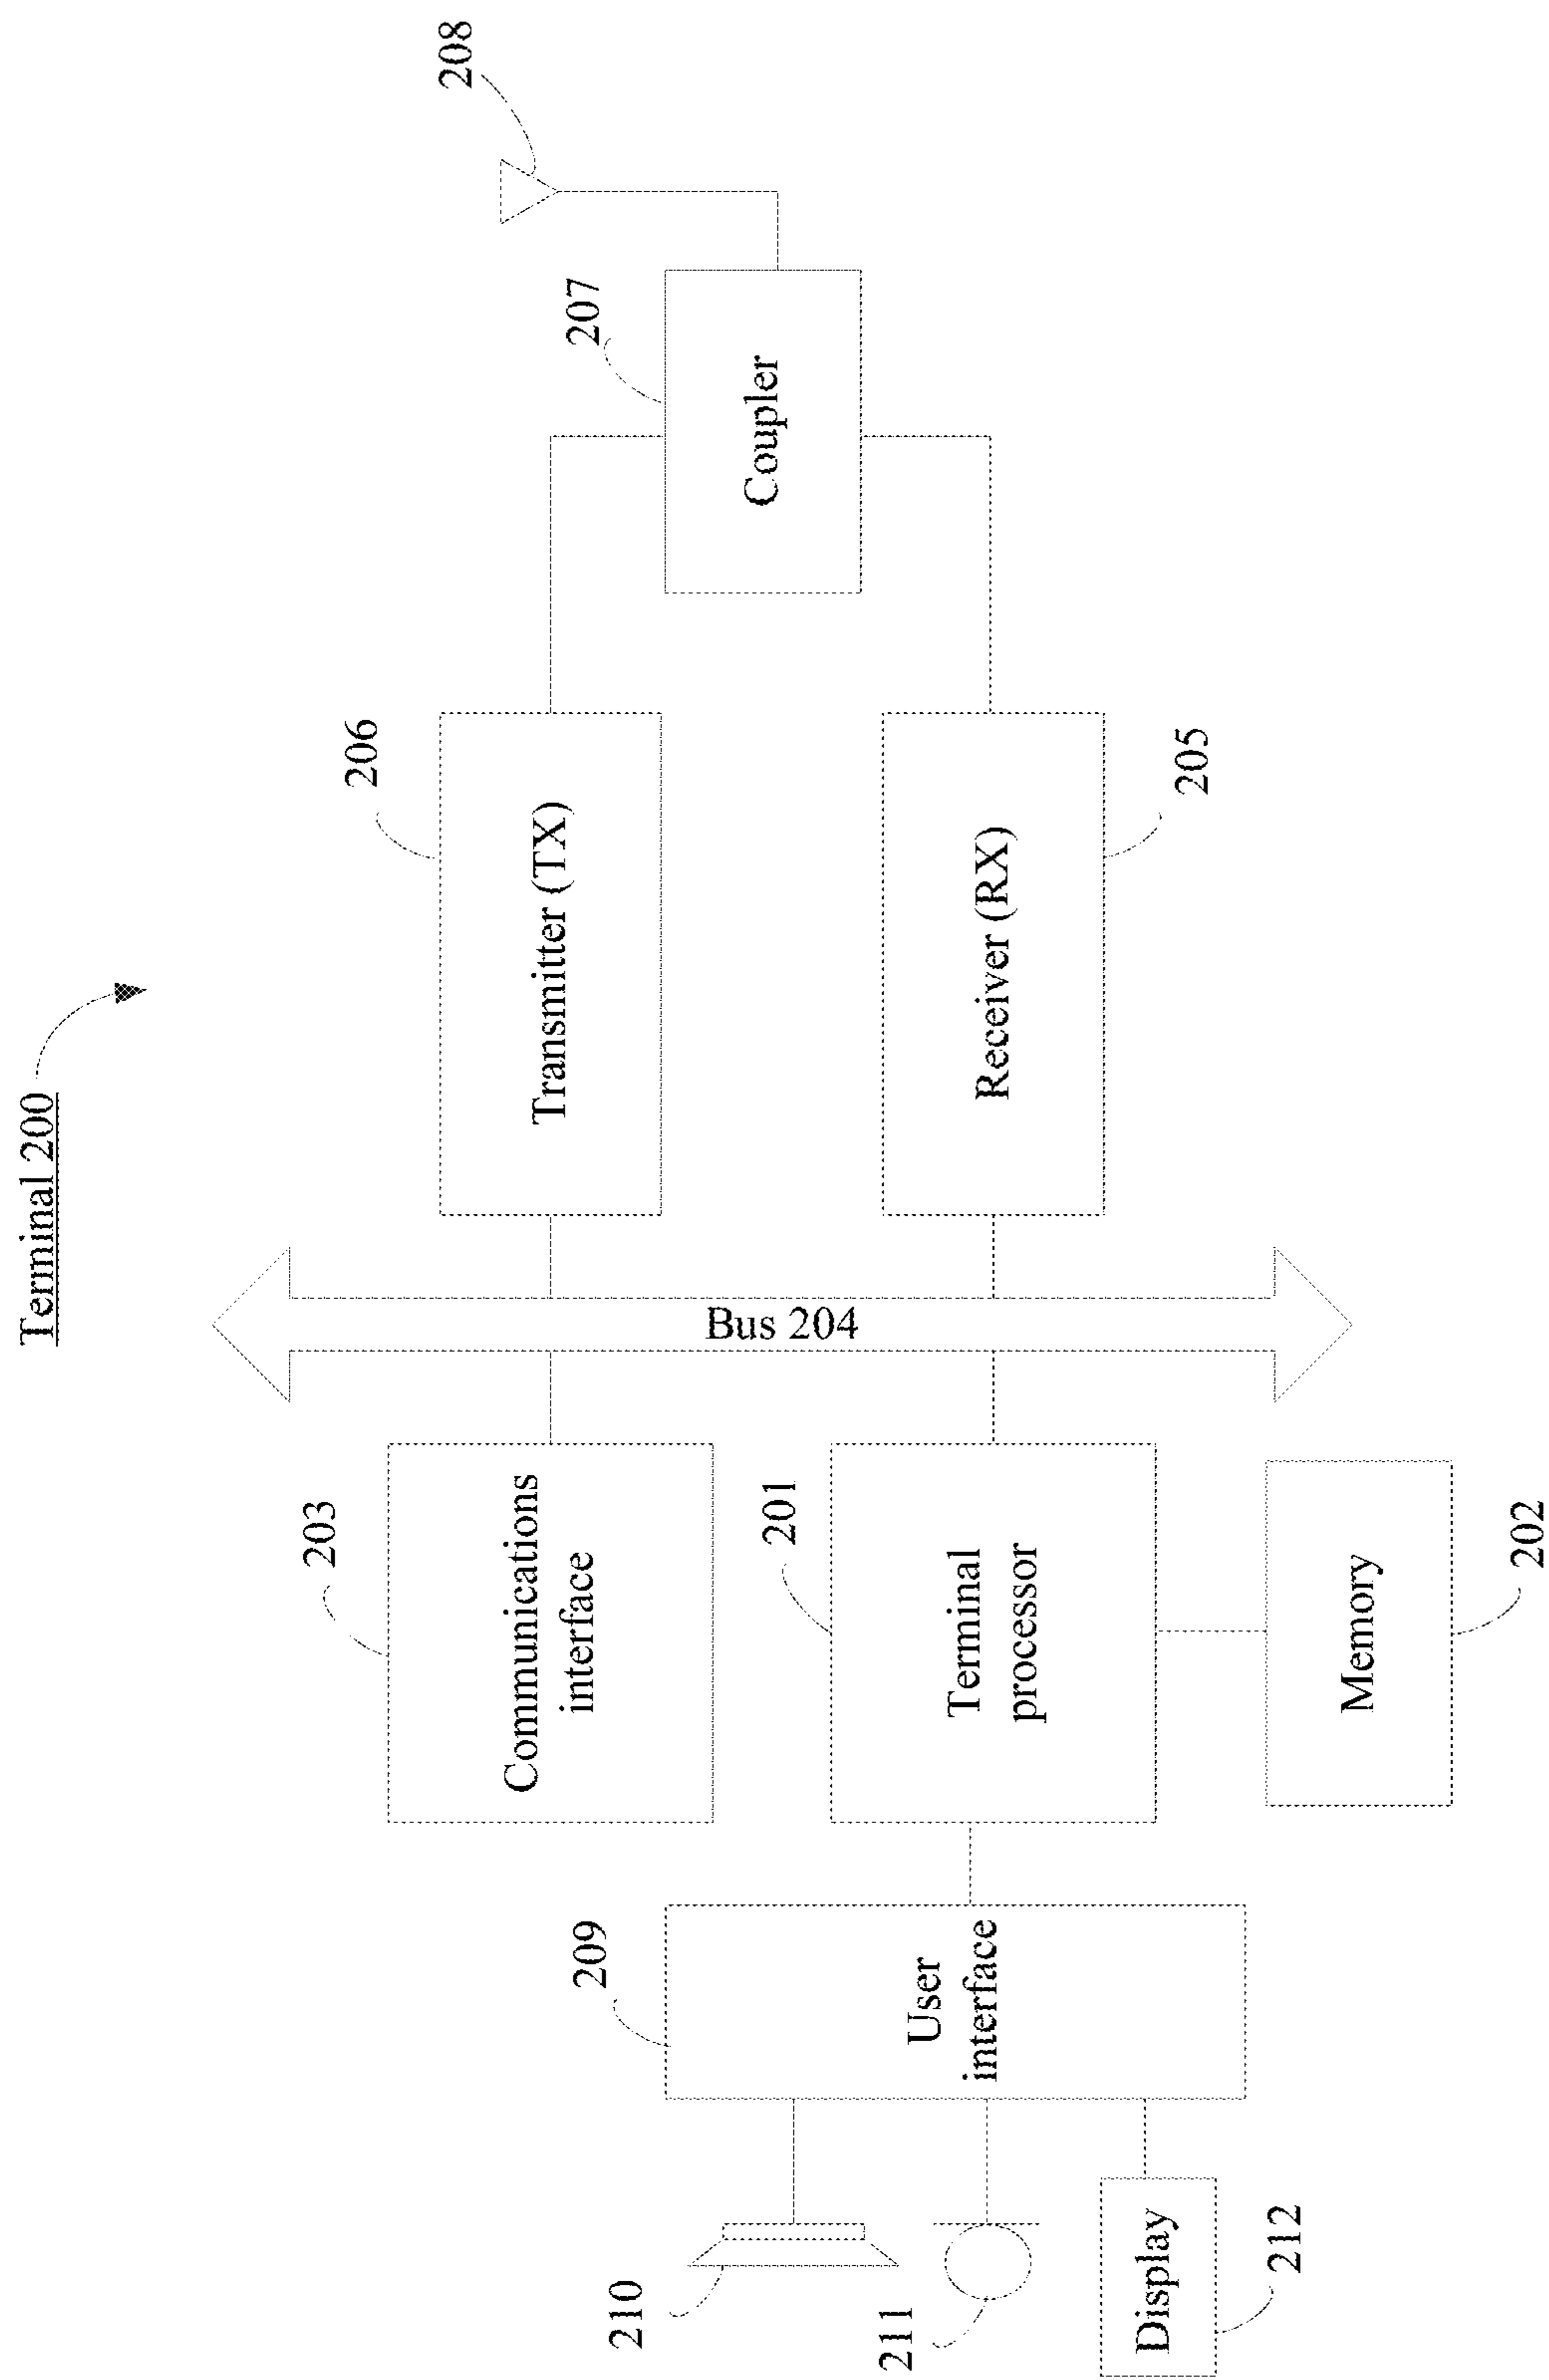 Terminal 200
208
207
Coupler
206
Transmitter (TX)
Receiver (RX)
205
Bus 204
203
Communications
interface
201
Terminal
processor
Memory
202
209
User
interface
210
211
Display
212